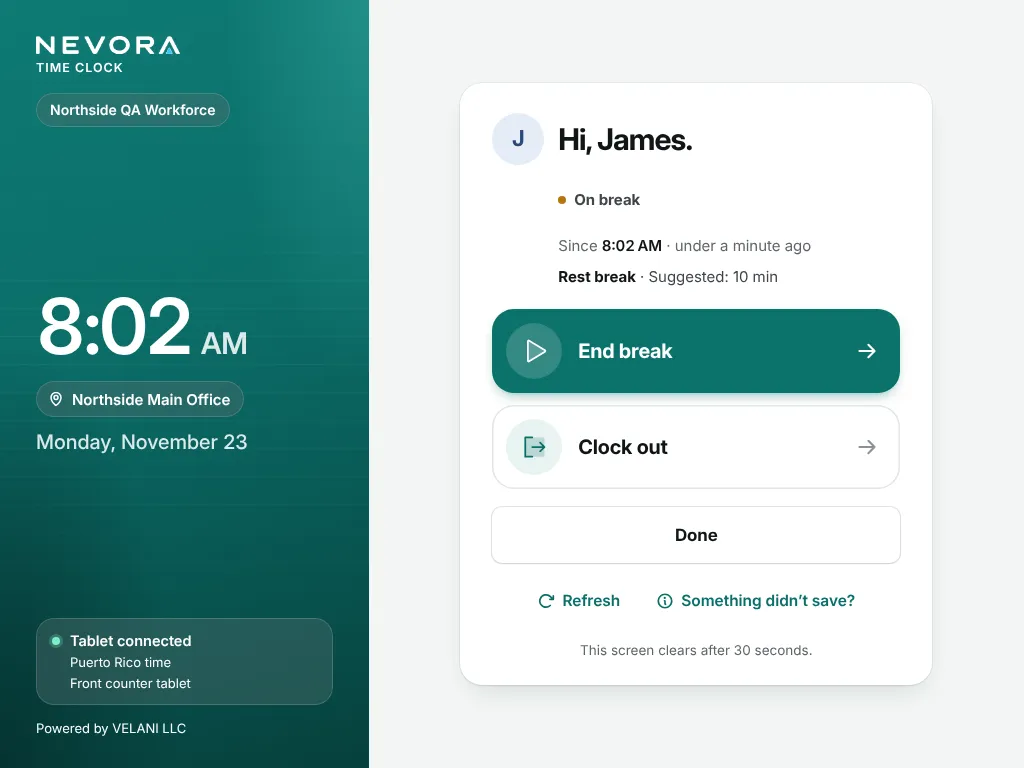 NEVORA
TIME CLOCK
Northside QA Workforce
8:02 AM
Northside Main Office
Monday, November 23
Tablet connected
Puerto Rico time
Front counter tablet
Powered by VELANI LLC
J
Hi, James.
On break
Since 8:02 AM · under a minute ago
Rest break · Suggested: 10 min
End break
Clock out
Done
Refresh
Something didn’t save?
This screen clears after 30 seconds.